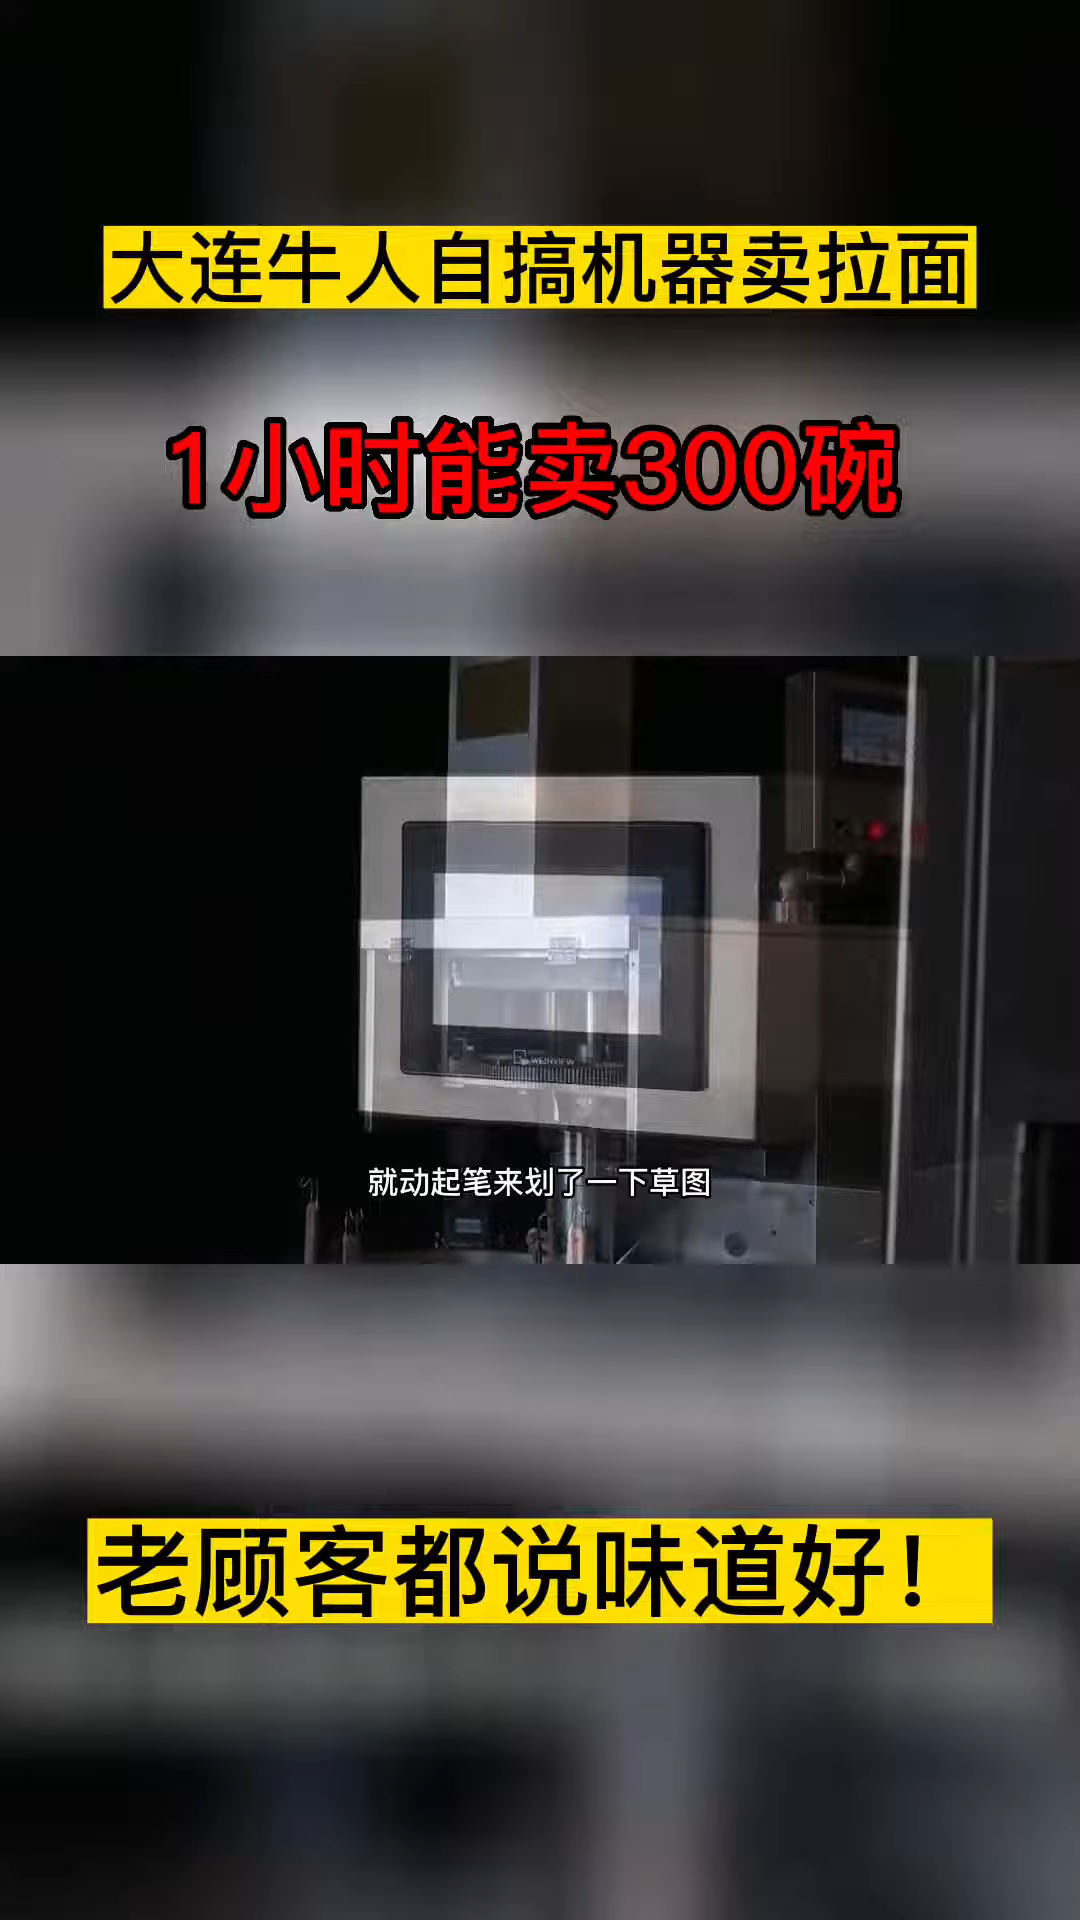 大连牛人自搞机器卖拉面
1小时能卖300碗
WEINVIEW
就动起笔来划了一下草图
老顾客都说味道好！